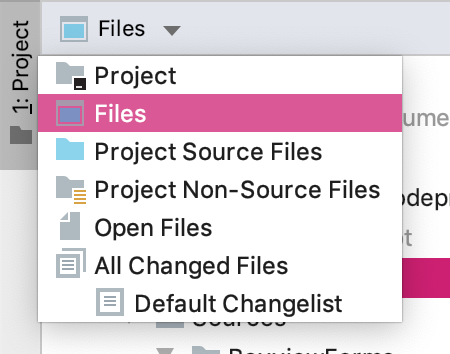 1: Project
Files
Project
Files
Project Source Files
Project Non-Source Files
Open Files
All Changed Files
Default Changelist
Sources